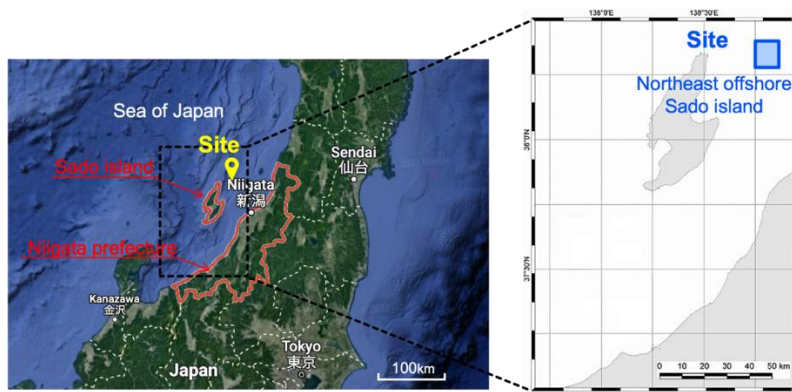 Sea of Japan
Site
Sado island
Sendai
仙台
Niigata
新潟
Niigata prefecture
Kanazawa
金沢
Tokyo
東京
Japan
100km
138°0'E
138°30'E
Site
Northeast offshore
Sado island
38°0'N
37°30'N
0 10 20 30 40 50 km